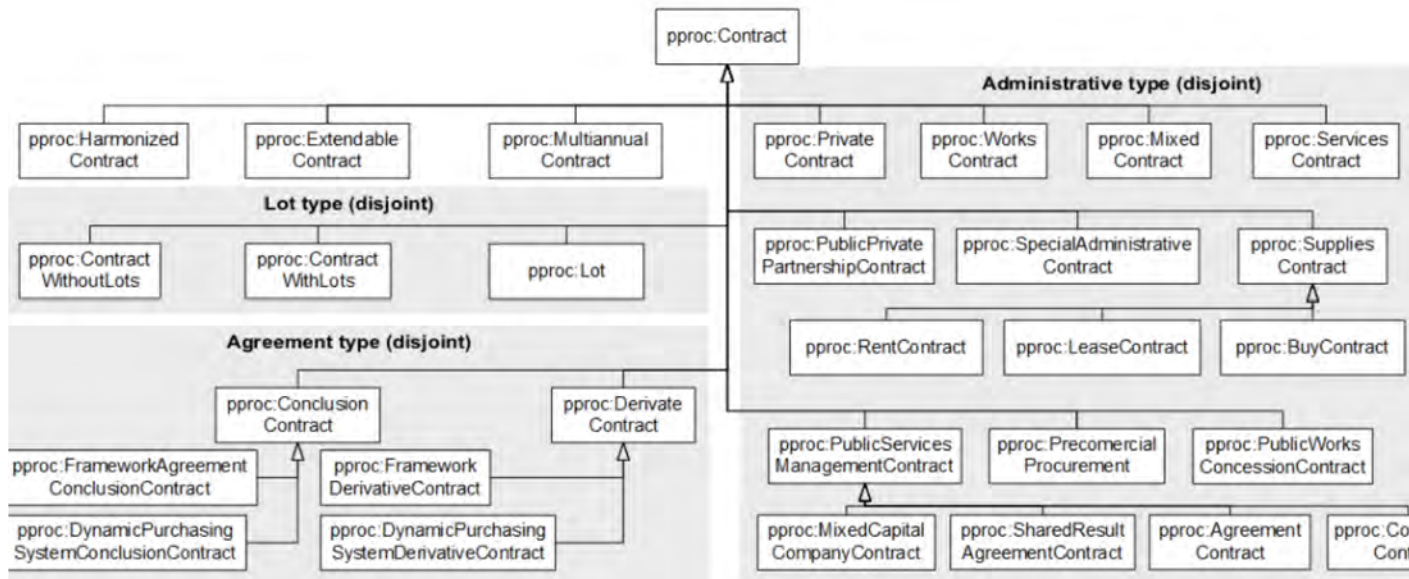 pproc:Contract
Administrative type (disjoint)
pproc:Harmonized
Contract
pproc:Extendable
Contract
pproc:Multiannual
Contract
pproc:Private
Contract
pproc:Works
Contract
pproc:Mixed
Contract
pproc:Services
Contract
Lot type (disjoint)
pproc:Contract
WithoutLots
pproc:Contract
WithLots
pproc:Lot
pproc:PublicPrivate
PartnershipContract
pproc:SpecialAdministrative
Contract
pproc:Supplies
Contract
pproc:RentContract
pproc:LeaseContract
pproc:BuyContract
Agreement type (disjoint)
pproc:Conclusion
Contract
pproc:Derivate
Contract
pproc:FrameworkAgreement
ConclusionContract
pproc:Framework
DerivativeContract
pproc:DynamicPurchasing
SystemConclusionContract
pproc:DynamicPurchasing
SystemDerivativeContract
pproc:PublicServices
ManagementContract
pproc:Precomercial
Procurement
pproc:PublicWorks
ConcessionContract
pproc:MixedCapital
CompanyContract
pproc:SharedResult
AgreementContract
pproc:Agreement
Contract